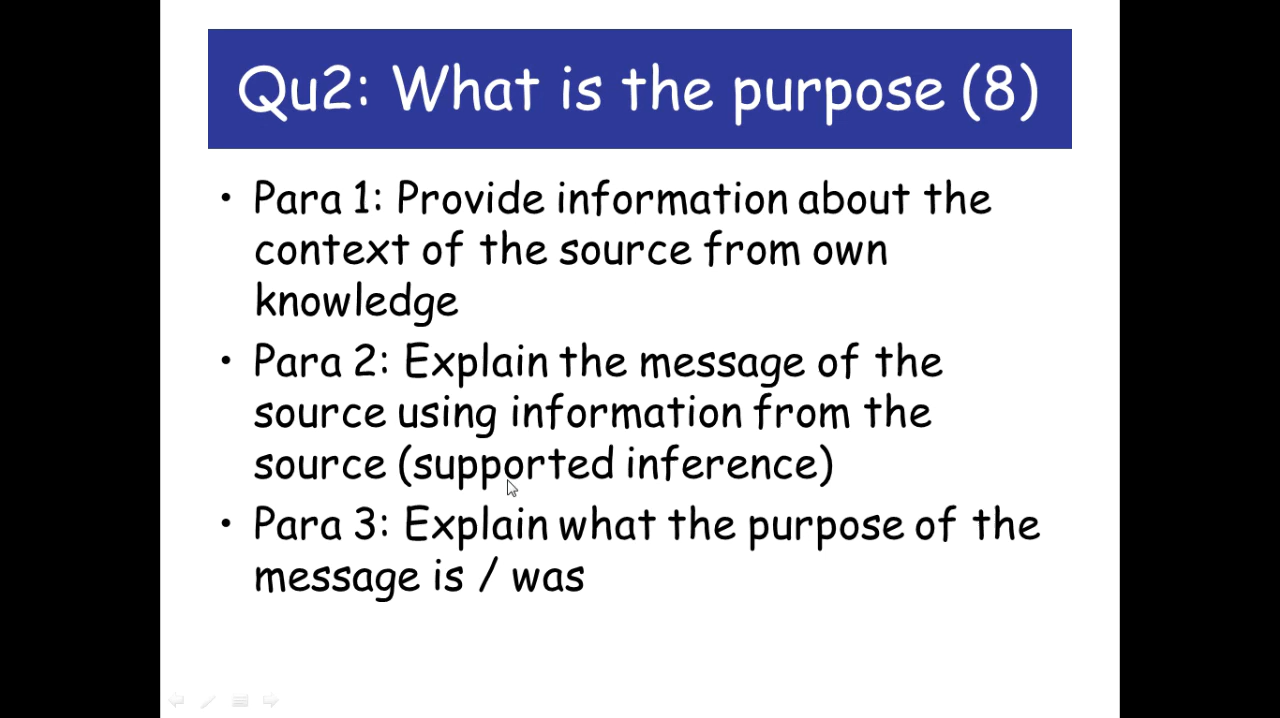 Qu2: What is the purpose (8)
• Para 1: Provide information about the
context of the source from own
knowledge
• Para 2: Explain the message of the
source using information from the
source (supported inference)
• Para 3: Explain what the purpose of the
message is / was